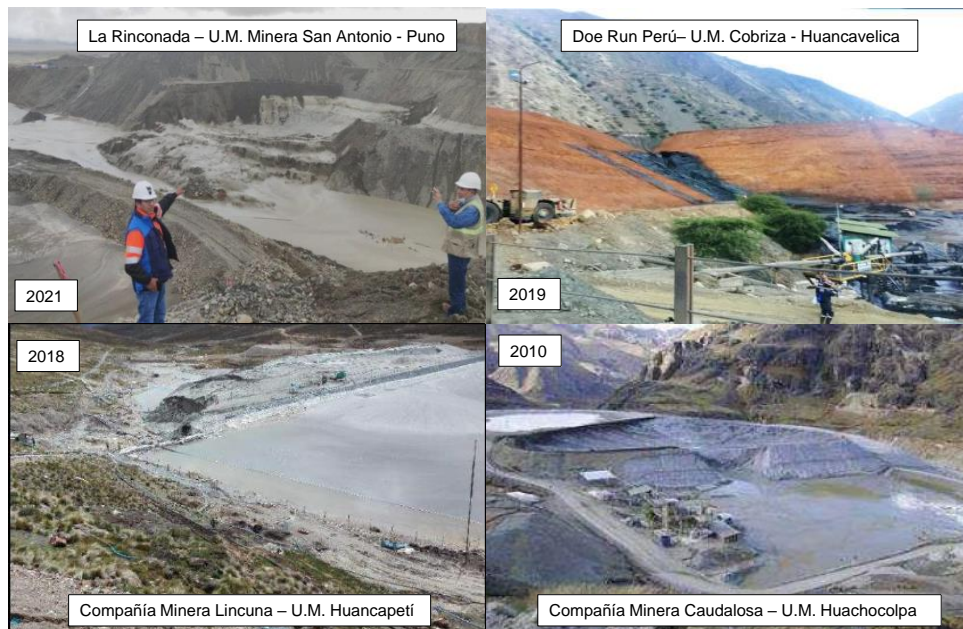 La Rinconada – U.M. Minera San Antonio - Puno
Doe Run Perú– U.M. Cobriza - Huancavelica
2021
2019
2018
2010
Compañía Minera Lincuna – U.M. Huancapetí
Compañía Minera Caudalosa – U.M. Huachocolpa